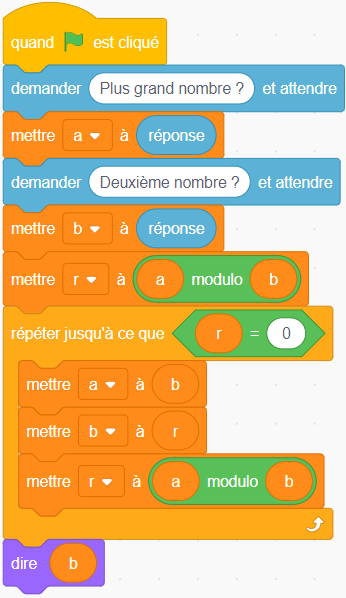 quand est cliqué
demander Plus grand nombre ? et attendre
mettre a à réponse
demander Deuxième nombre ? et attendre
mettre b à réponse
mettre r à a modulo b
répéter jusqu'à ce que r = 0
mettre a à b
mettre b à r
mettre r à a modulo b
dire b